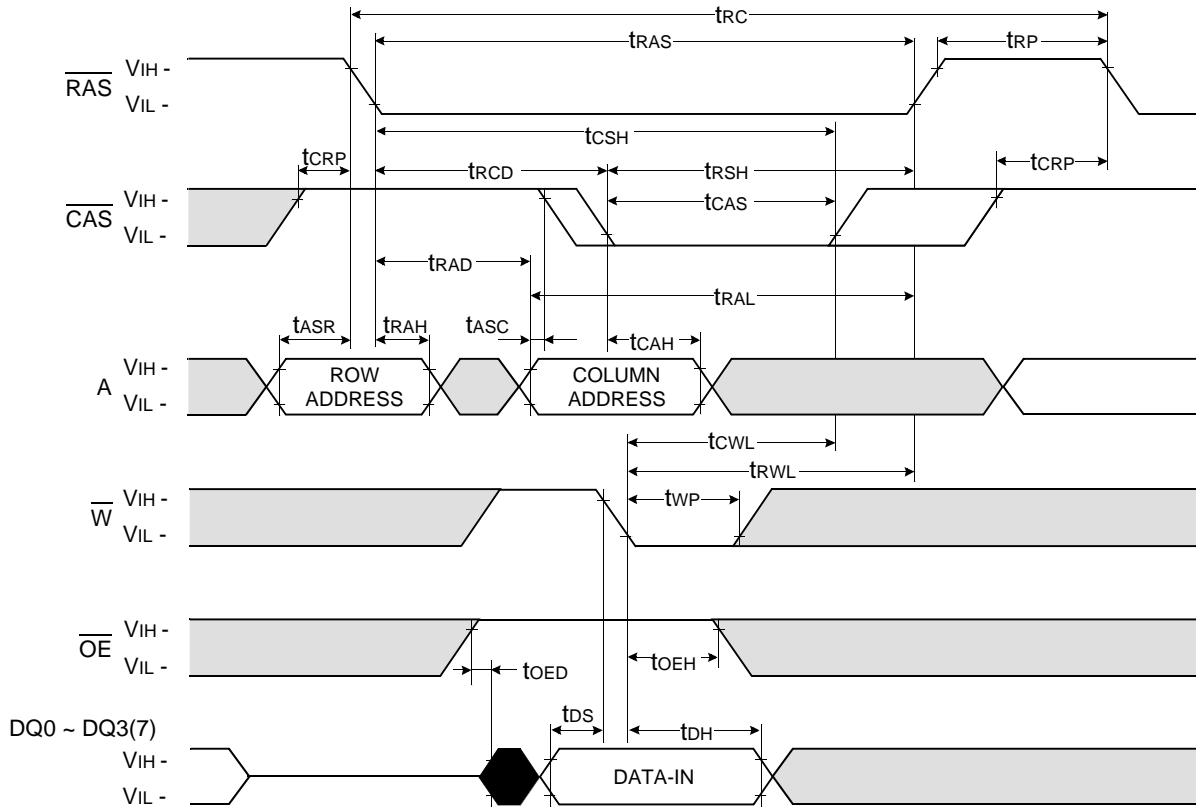 tRC
tRAS
tRP
RAS
VIH -
VIL -
tCSH
tCRP
tRCD
tRSH
tCRP
CAS
VIH -
VIL -
tCAS
tRAD
tRAL
tASR
tRAH
tASC
tCAH
A
VIH -
VIL -
ROW
ADDRESS
COLUMN
ADDRESS
tCWL
tRWL
W
VIH -
VIL -
tWP
OE
VIH -
VIL -
tOED
tOEH
DQ0 ~ DQ3(7)
tDS
tDH
VIH -
VIL -
DATA-IN